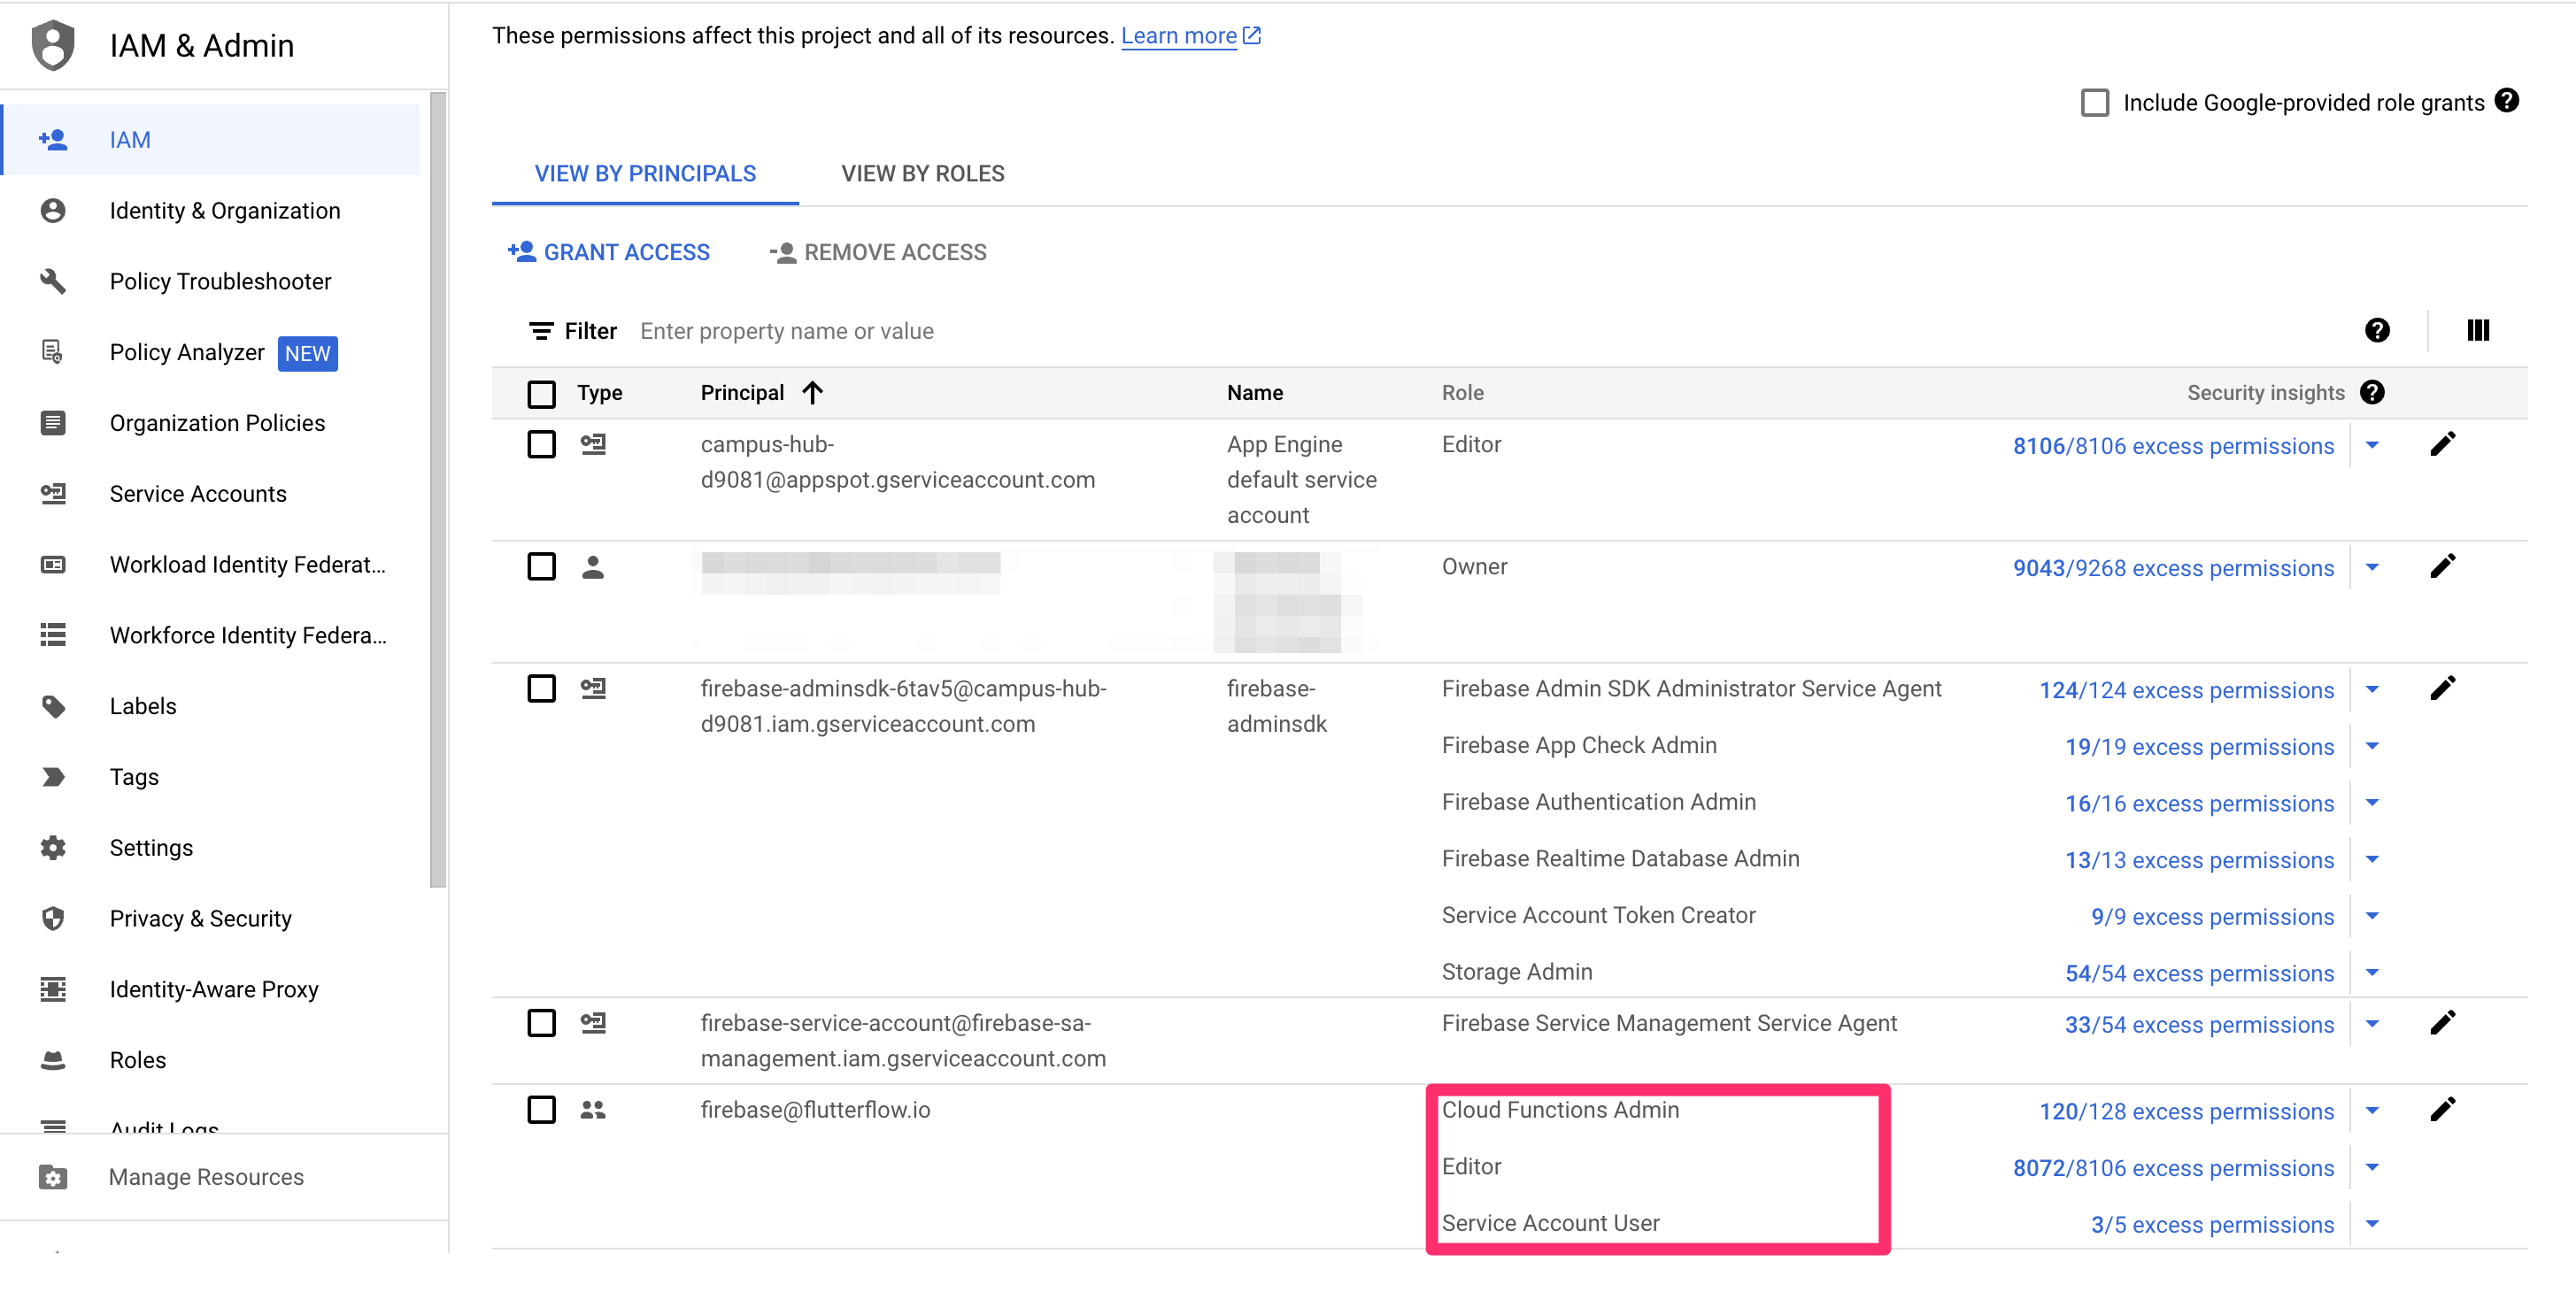 IAM & Admin
IAM
Identity & Organization
Policy Troubleshooter
Policy Analyzer NEW
Organization Policies
Service Accounts
Workload Identity Federat...
Workforce Identity Federa...
Labels
Tags
Settings
Privacy & Security
Identity-Aware Proxy
Roles
Audit Logs
Manage Resources
These permissions affect this project and all of its resources. Learn more
Include Google-provided role grants
VIEW BY PRINCIPALS VIEW BY ROLES
GRANT ACCESS REMOVE ACCESS
Filter Enter property name or value
Type Principal Name Role Security insights
campus-hub- App Engine Editor 8106/8106 excess permissions
d9081@appspot.gserviceaccount.com default service
account
Owner 9043/9268 excess permissions
firebase-adminsdk-6tav5@campus-hub- firebase- Firebase Admin SDK Administrator Service Agent 124/124 excess permissions
d9081.iam.gserviceaccount.com adminsdk
Firebase App Check Admin 19/19 excess permissions
Firebase Authentication Admin 16/16 excess permissions
Firebase Realtime Database Admin 13/13 excess permissions
Service Account Token Creator 9/9 excess permissions
Storage Admin 54/54 excess permissions
firebase-service-account@firebase-sa- Firebase Service Management Service Agent 33/54 excess permissions
management.iam.gserviceaccount.com
firebase@flutterflow.io Cloud Functions Admin 120/128 excess permissions
Editor 8072/8106 excess permissions
Service Account User 3/5 excess permissions